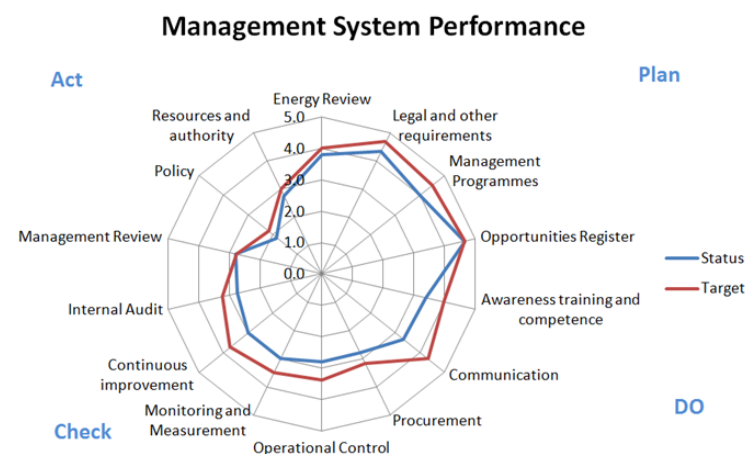 Management System Performance
Act
Plan
Energy Review
5.0
4.0
3.0
2.0
1.0
0.0
Legal and other
requirements
Management
Programmes
Opportunities Register
Awareness training and
competence
Communication
Procurement
Operational Control
Monitoring and
Measurement
Continuous
improvement
Internal Audit
Management Review
Policy
Resources and
authority
Status
Target
Check
DO